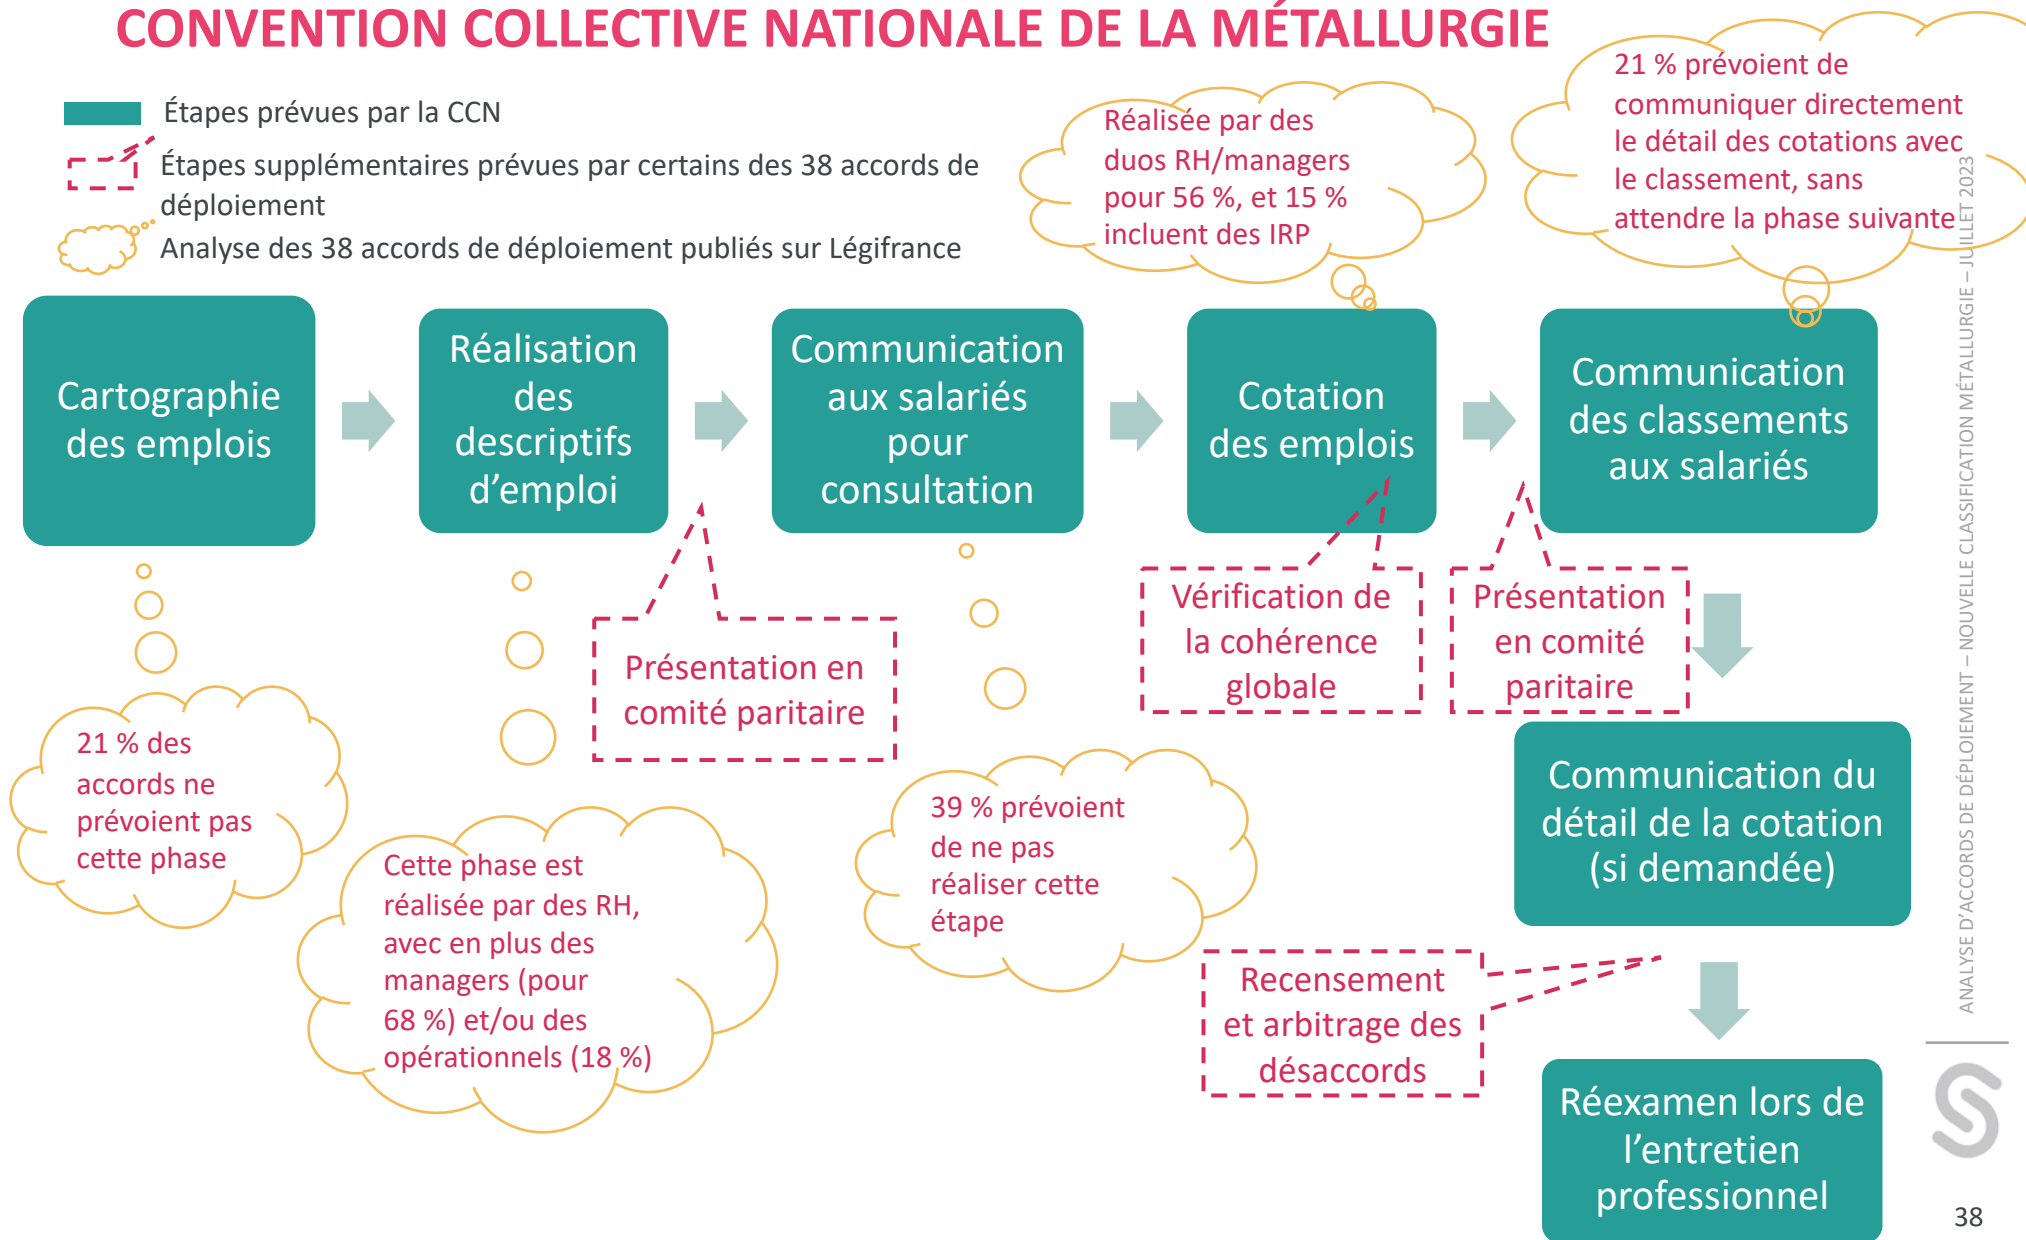 CONVENTION COLLECTIVE NATIONALE DE LA MÉTALLURGIE
Étapes prévues par la CCN
Étapes supplémentaires prévues par certains des 38 accords de
déploiement
Analyse des 38 accords de déploiement publiés sur Légifrance
Réalisée par des
duos RH/managers
pour 56 %, et 15 %
incluent des IRP
21 % prévoient de
communiquer directement
le détail des cotations avec
le classement, sans
attendre la phase suivante
Cartographie
des emplois
Réalisation
des
descriptifs
d’emploi
Communication
aux salariés
pour
consultation
Cotation
des emplois
Communication
des classements
aux salariés
Présentation en
comité paritaire
Vérification de
la cohérence
globale
Présentation
en comité
paritaire
21 % des
accords ne
prévoient pas
cette phase
Cette phase est
réalisée par des RH,
avec en plus des
managers (pour
68 %) et/ou des
opérationnels (18 %)
39 % prévoient
de ne pas
réaliser cette
étape
Communication du
détail de la cotation
(si demandée)
Recensement
et arbitrage des
désaccords
Réexamen lors de
l’entretien
professionnel
ANALYSE D’ACCORDS DE DÉPLOIEMENT – NOUVELLE CLASSIFICATION MÉTALLURGIE – JUILLET 2023
38